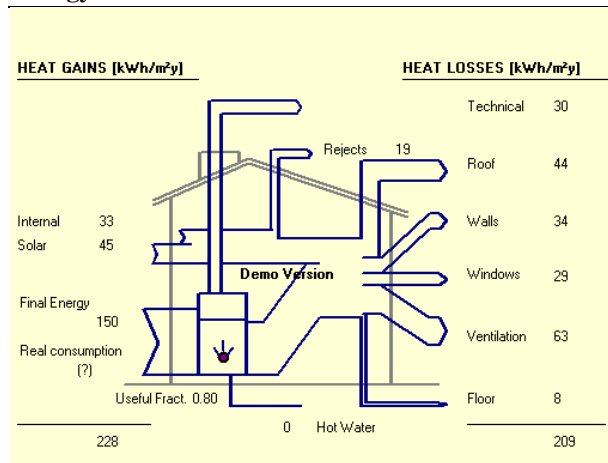 HEAT GAINS [kWh/m²y]
HEAT LOSSES [kWh/m²y]
Technical 30
Rejects 19
Roof 44
Internal 33
Walls 34
Solar 45
Demo Version
Windows 29
Final Energy
150
Ventilation 63
Real consumption
(?)
Useful Fract. 0.80
Floor 8
0 Hot Water
228
209